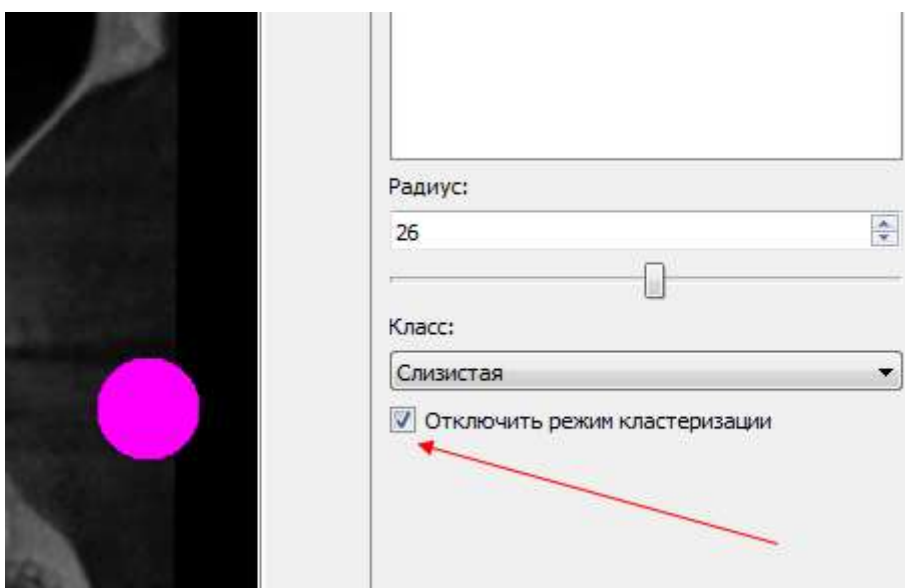 Радиус:
26
Класс:
Слизистая
Отключить режим кластеризации